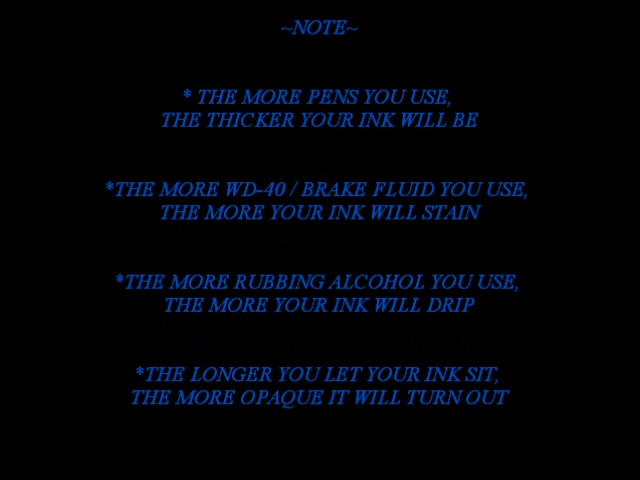 ~NOTE~
* THE MORE PENS YOU USE,
THE THICKER YOUR INK WILL BE
*THE MORE WD-40 / BRAKE FLUID YOU USE,
THE MORE YOUR INK WILL STAIN
*THE MORE RUBBING ALCOHOL YOU USE,
THE MORE YOUR INK WILL DRIP
*THE LONGER YOU LET YOUR INK SIT,
THE MORE OPAQUE IT WILL TURN OUT